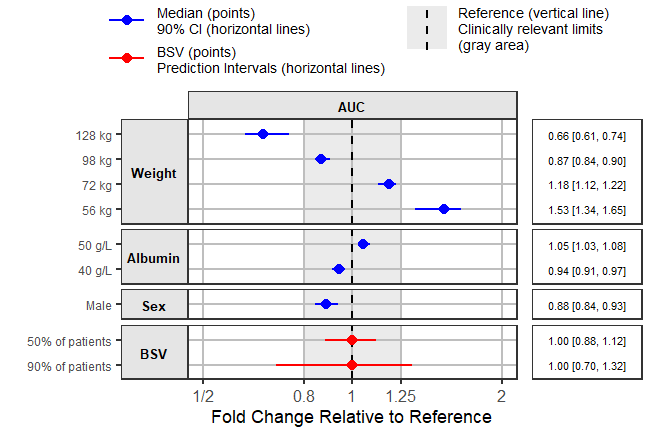 Median (points)
90% CI (horizontal lines)
BSV (points)
Prediction Intervals (horizontal lines)
Reference (vertical line)
Clinically relevant limits
(gray area)
AUC
Weight
128 kg
0.66 [0.61, 0.74]
98 kg
0.87 [0.84, 0.90]
72 kg
1.18 [1.12, 1.22]
56 kg
1.53 [1.34, 1.65]
Albumin
50 g/L
1.05 [1.03, 1.08]
40 g/L
0.94 [0.91, 0.97]
Male
Sex
0.88 [0.84, 0.93]
BSV
50% of patients
1.00 [0.88, 1.12]
90% of patients
1.00 [0.70, 1.32]
1/2 0.8 1 1.25 2
Fold Change Relative to Reference